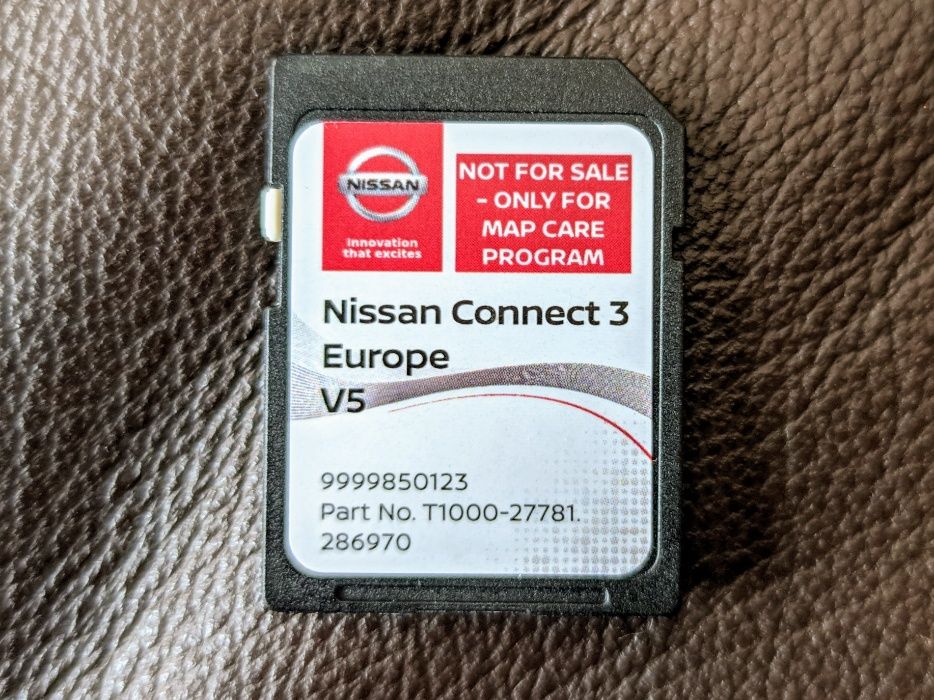 NISSAN
Innovation
that excites
NOT FOR SALE
- ONLY FOR
MAP CARE
PROGRAM
Nissan Connect 3
Europe
V5
9999850123
Part No. T1000-27781.
286970